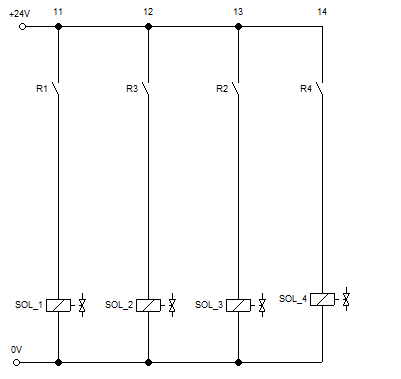 +24V 11 12 13 14
R1 R3 R2 R4
SOL_1 SOL_2 SOL_3 SOL_4
0V